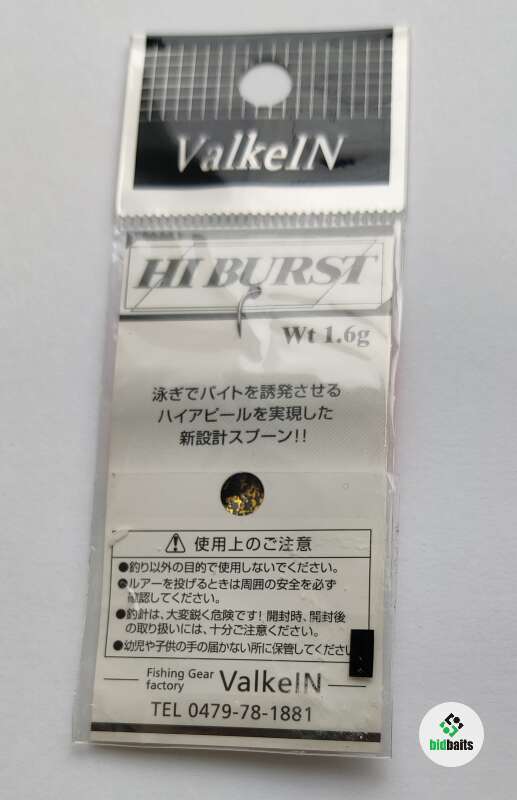 ValkeIN
HI BURST
Wt 1.6g
泳ぎでバイトを誘発させる
ハイアピールを実現した
新設計スプーン!!
使用上のご注意
●釣り以外の目的で使用しないでください。
●ルアーを投げるときは周囲の安全を必ず
確認してください。
●釣針は、大変鋭く危険です! 開封時、開封後
の取り扱いには、十分ご注意ください。
●幼児や子供の手の届かない所に保管してくだ
Fishing Gear
factory ValkeIN
TEL 0479-78-1881
bidbaits